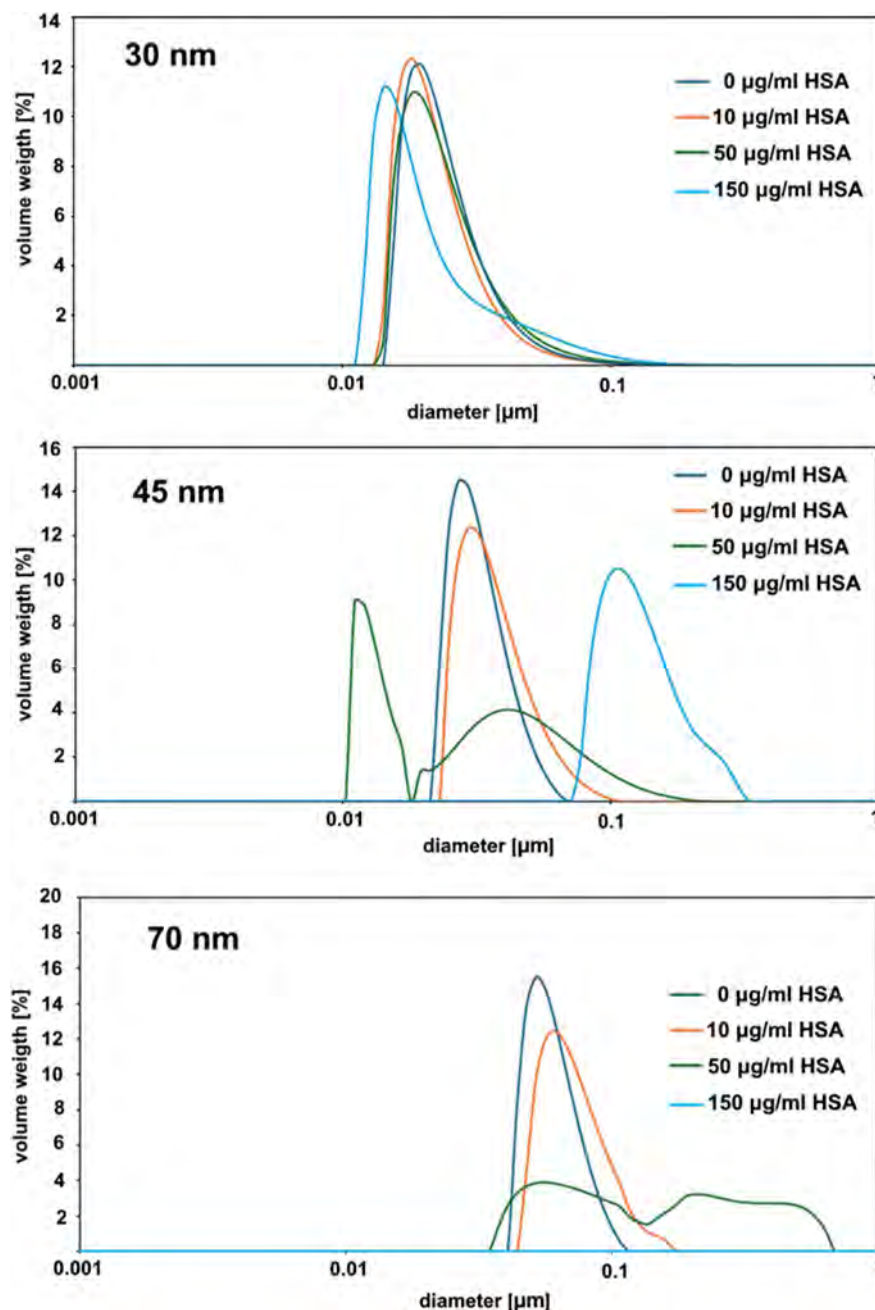 14
12
10
8
6
4
2
volume weigth [%]
30 nm
0 µg/ml HSA
10 µg/ml HSA
50 µg/ml HSA
150 µg/ml HSA
0.001
0.01
0.1
1
diameter [µm]
16
14
12
10
8
6
4
2
volume weigth [%]
45 nm
0 µg/ml HSA
10 µg/ml HSA
50 µg/ml HSA
150 µg/ml HSA
0.001
0.01
0.1
1
diameter [µm]
20
18
16
14
12
10
8
6
4
2
volume weigth [%]
70 nm
0 µg/ml HSA
10 µg/ml HSA
50 µg/ml HSA
150 µg/ml HSA
0.001
0.01
0.1
diameter [µm]